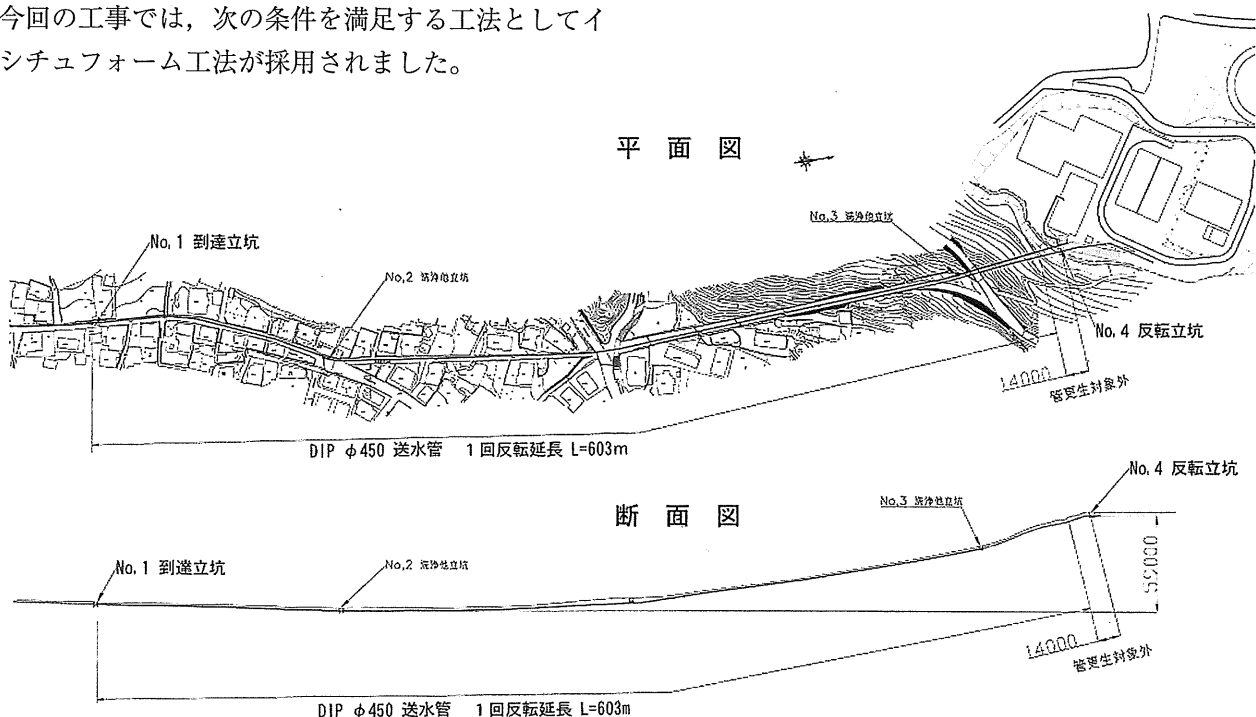 今回の工事では，次の条件を満足する工法としてイ
シチュフォーム工法が採用されました。
平面図
No.3 洗浄他立坑
No.1 到達立坑
No.2 洗浄他立坑
No.4 反転立坑
14000
管更生対象外
DIP φ450 送水管 1回反転延長 L=603m
断面図
No.4 反転立坑
No.3 洗浄他立坑
No.1 到達立坑
No.2 洗浄他立坑
55000
14000
管更生対象外
DIP φ450 送水管 1回反転延長 L=603m